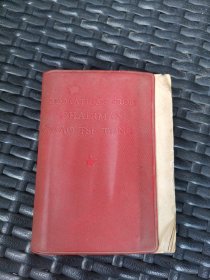 QUOTATIONS FROM
CHAIRMAN
MAO TSE-TUNG